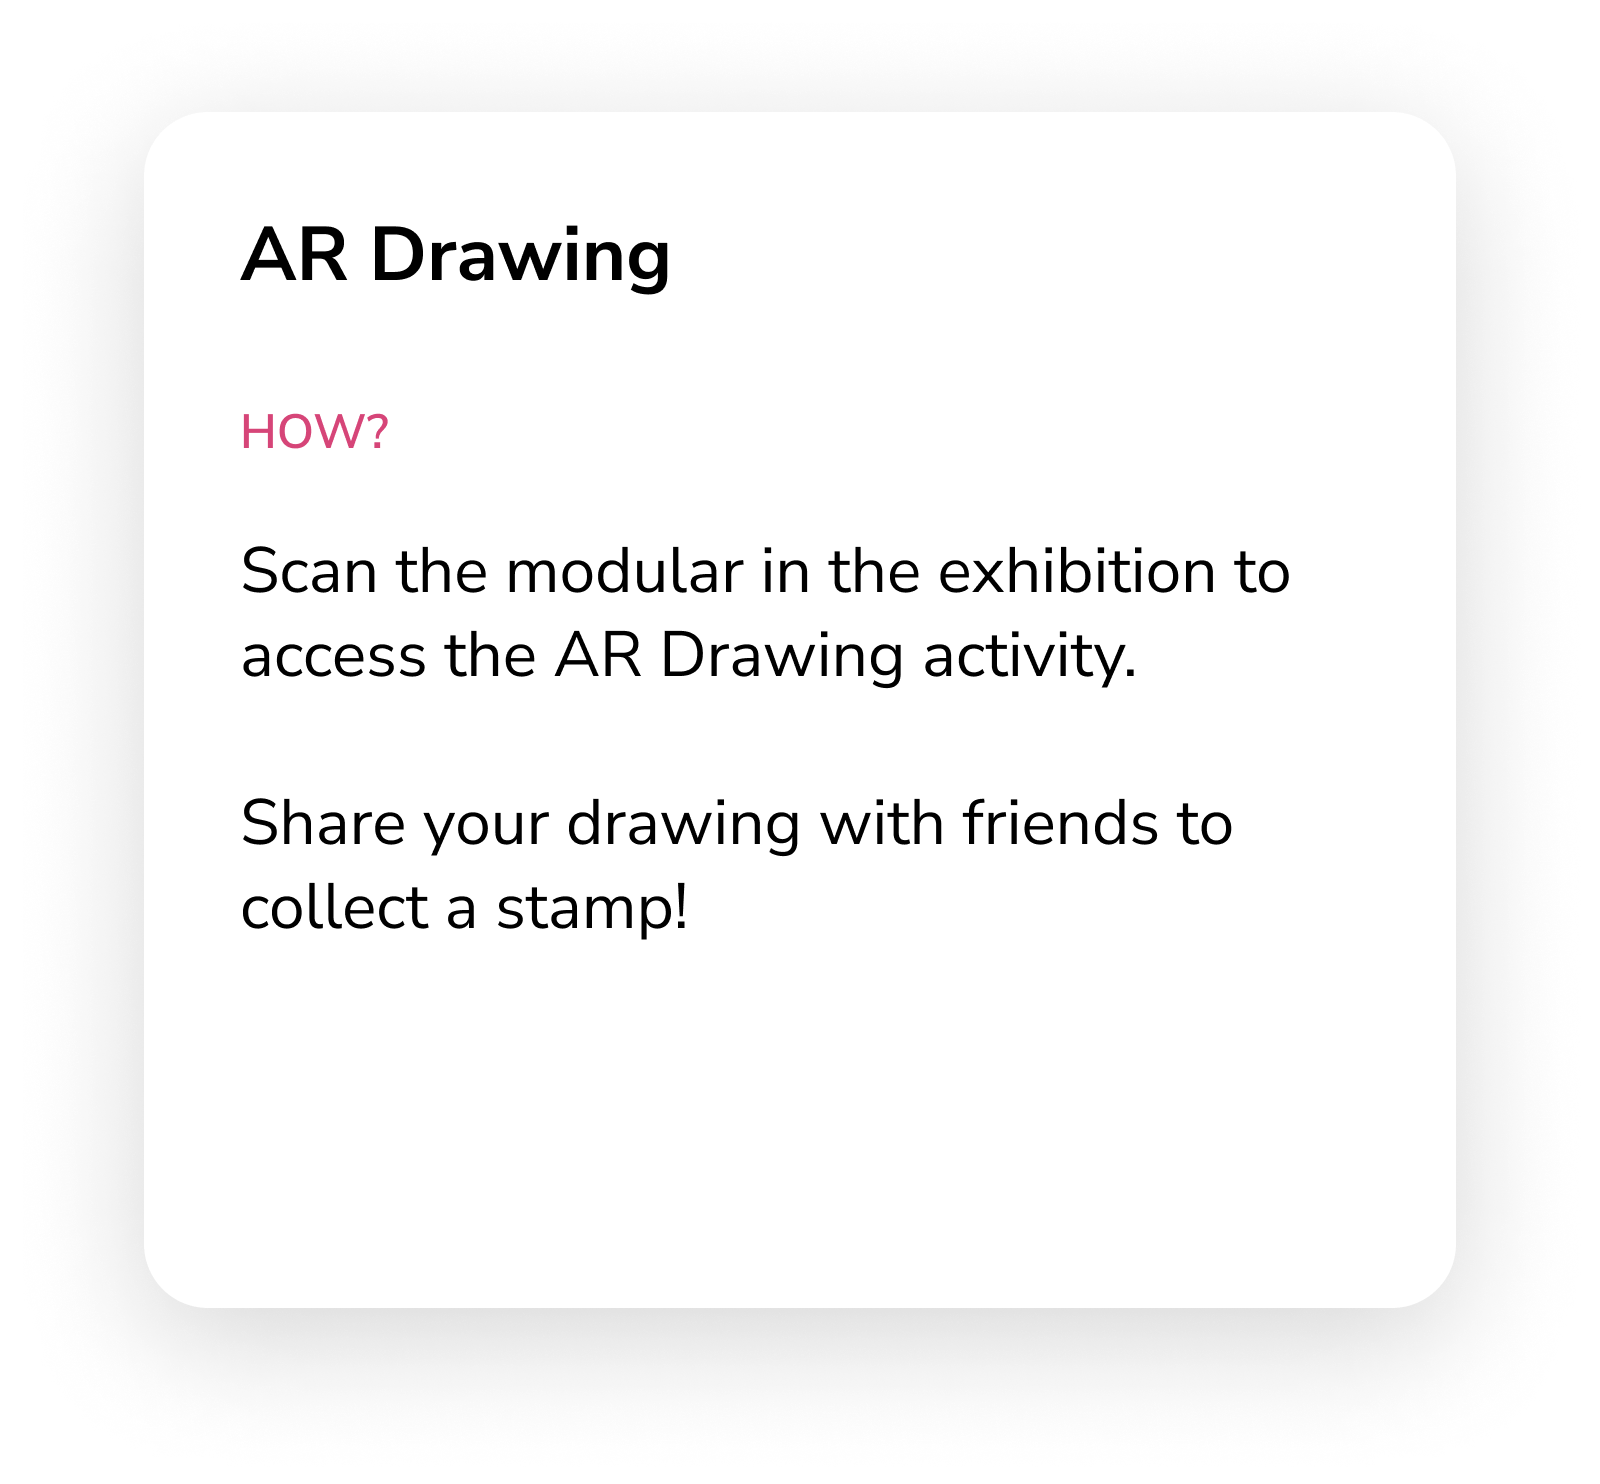 AR Drawing
HOW?
Scan the modular in the exhibition to
access the AR Drawing activity.
Share your drawing with friends to
collect a stamp!